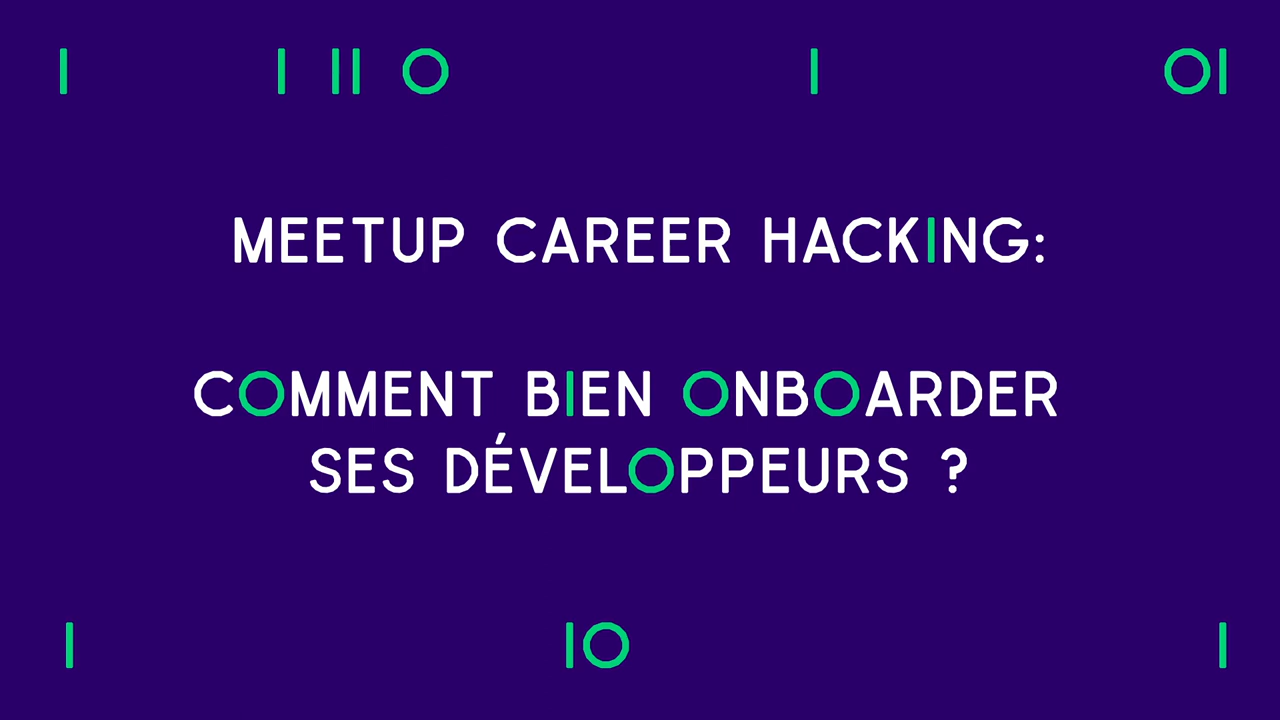 I I II O I OI
MEETUP CAREER HACKING:
COMMENT BIEN ONBOARDER
SES DÉVELOPPEURS ?
I IO I